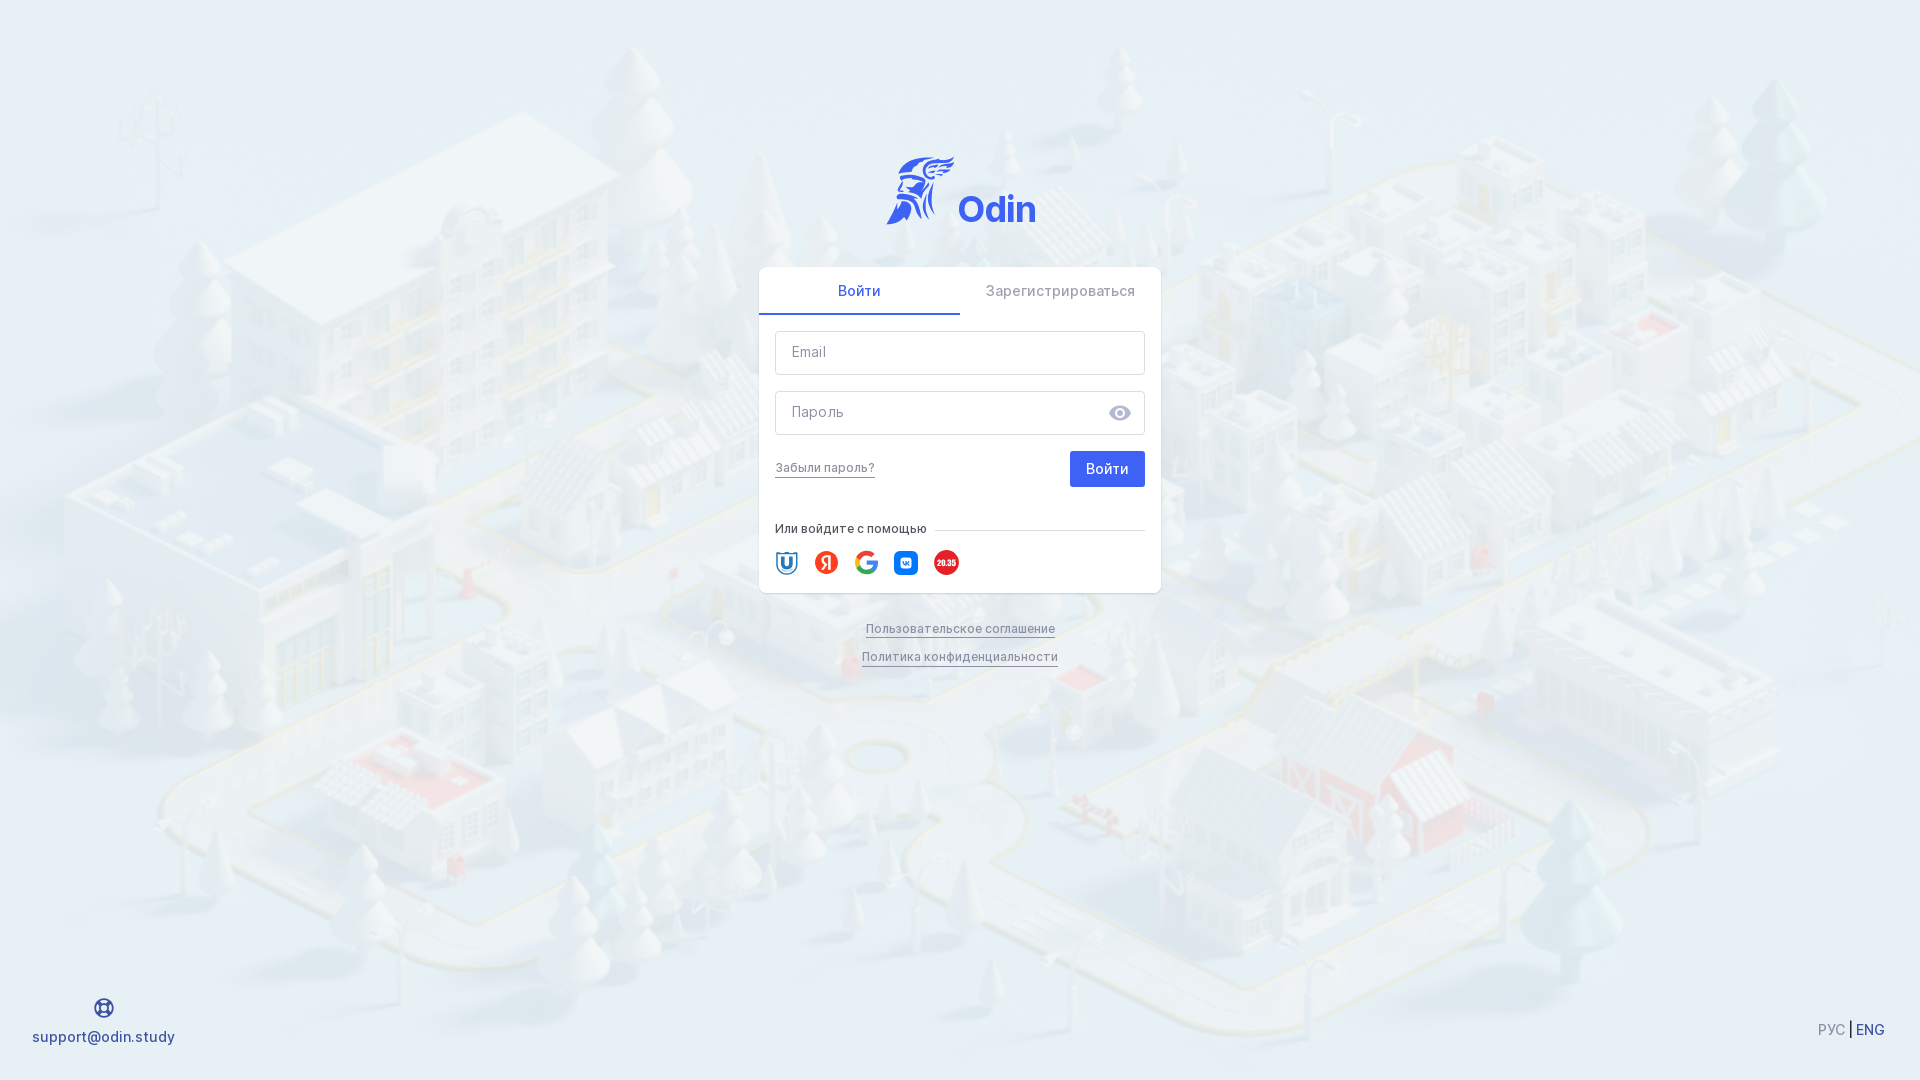 Odin
Войти
Зарегистрироваться
Email
Пароль
Забыли пароль?
Войти
Или войдите с помощью
U
Я
G
20.35
Пользовательское соглашение
Политика конфиденциальности
support@odin.study
РУС | ENG